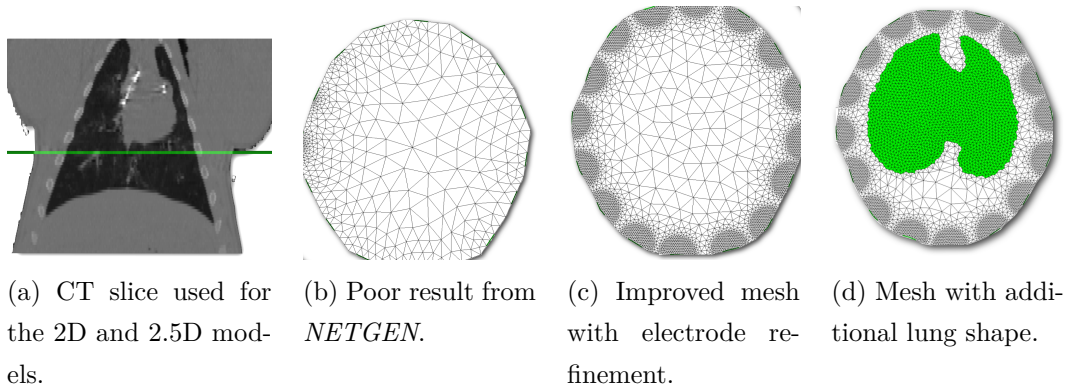 (a) CT slice used for
the 2D and 2.5D mod-
els.
(b) Poor result from
NETGEN.
(c) Improved mesh
with electrode re-
finement.
(d) Mesh with addi-
tional lung shape.